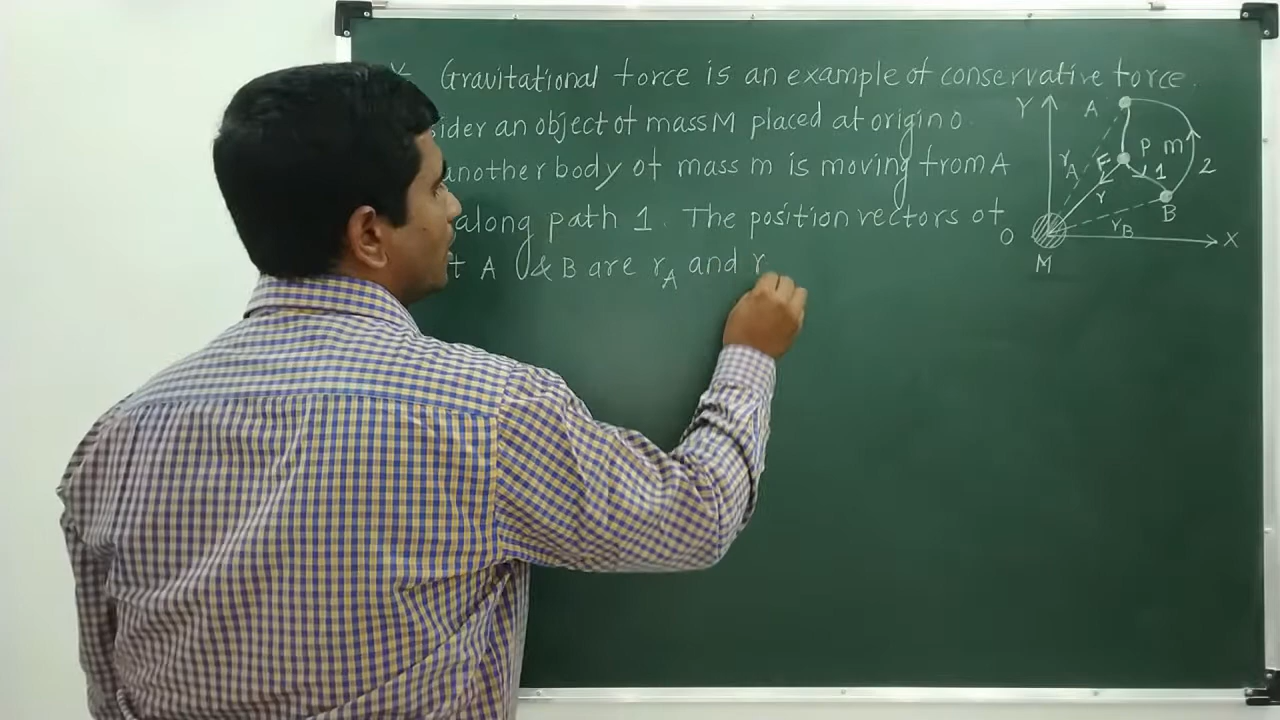 Gravitational force is an example of conservative force.
sider an object of mass M placed at origin O.
another body of mass m is moving from A
along path 1. The position vectors of
t A & B are r_A and r
Y
A
r_A
F
P
m
1
2
r
B
r_B
O
X
M